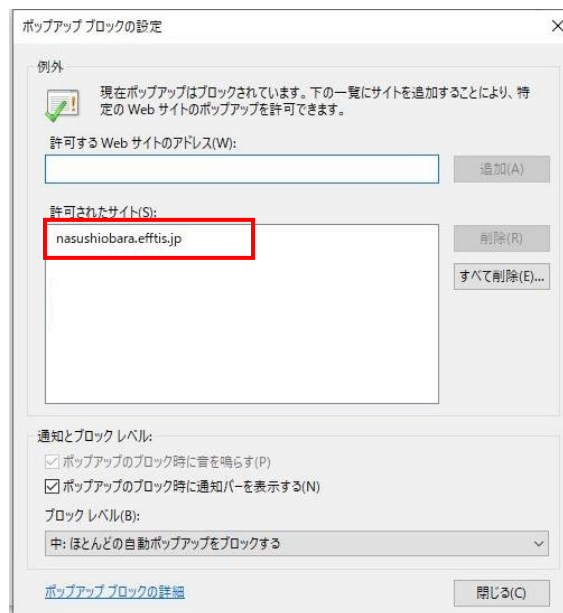 ポップアップ ブロックの設定
例外
現在ポップアップはブロックされています。下の一覧にサイトを追加することにより、特
定の Web サイトのポップアップを許可できます。
許可する Web サイトのアドレス(W):
追加(A)
許可されたサイト(S):
nasushiobara.efftis.jp
削除(R)
すべて削除(E)...
通知とブロック レベル:
ポップアップのブロック時に音を鳴らす(P)
ポップアップのブロック時に通知バーを表示する(N)
ブロック レベル(B):
中: ほとんどの自動ポップアップをブロックする
ポップアップ ブロックの詳細
閉じる(C)